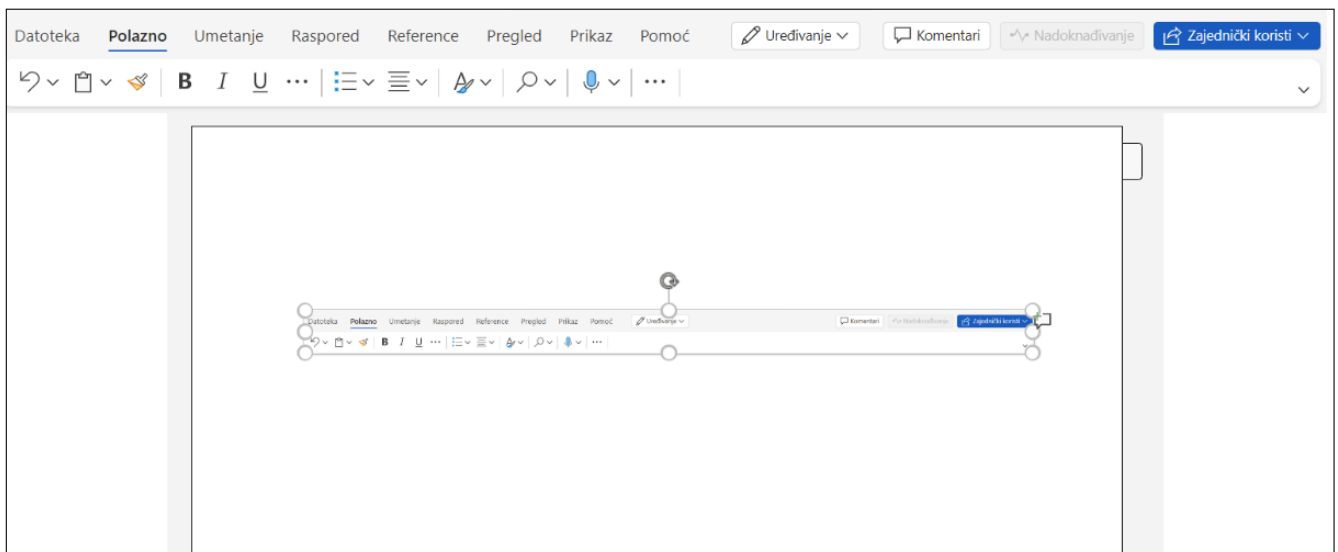 Datoteka Polazno Umetanje Raspored Reference Pregled Prikaz Pomoć Uređivanje Komentari Nadoknađivanje Zajednički koristi
B I U
Datoteka Polazno Umetanje Raspored Reference Pregled Prikaz Pomoć Uređivanje Komentari Nadoknađivanje Zajednički koristi
B I U